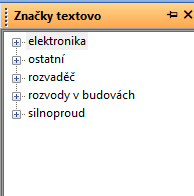 Značky textovo
elektronika
ostatní
rozvaděč
rozvody v budovách
silnoproud